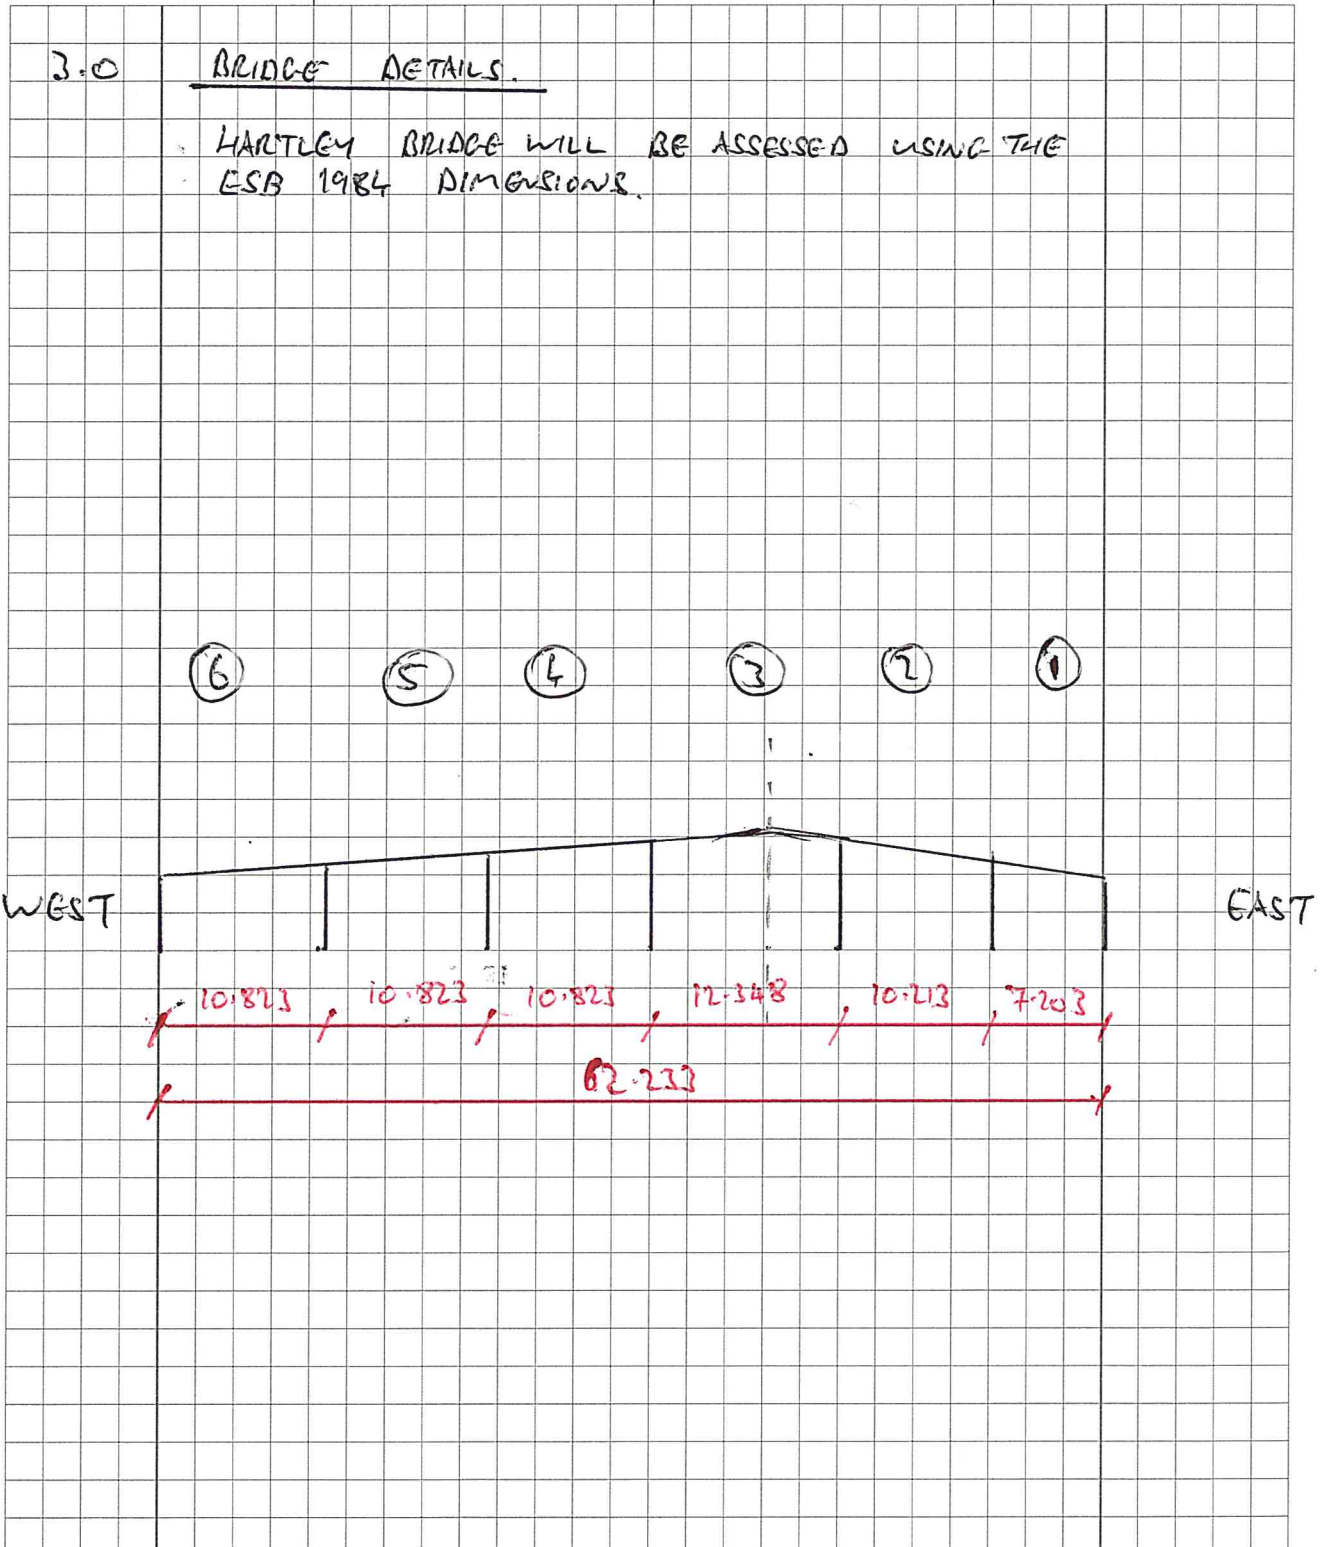 3.0 BRIDGE DETAILS.
HARTLEY BRIDGE WILL BE ASSESSED USING THE
ESB 1984 DIMENSIONS.
6 5 4 3 2 1
WEST EAST
10.823 10.823 10.823 12.348 10.213 7.203
62.233